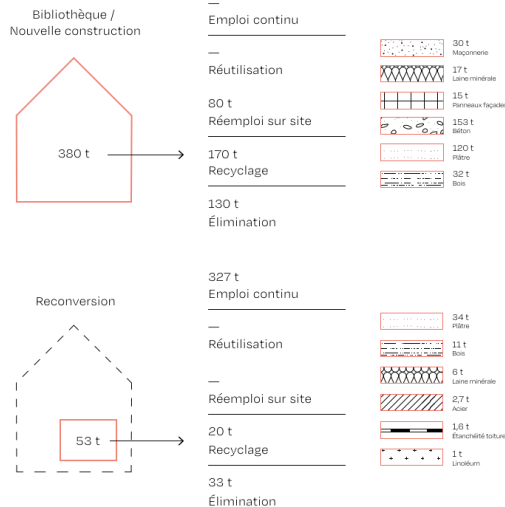 Bibliothèque /
Nouvelle construction
380 t
—
Emploi continu
—
Réutilisation
80 t
Réemploi sur site
170 t
Recyclage
130 t
Élimination
30 t
Maçonnerie
17 t
Laine minérale
15 t
Panneaux façades
153 t
Béton
120 t
Plâtre
32 t
Bois
Reconversion
53 t
327 t
Emploi continu
—
Réutilisation
—
Réemploi sur site
20 t
Recyclage
33 t
Élimination
34 t
Plâtre
11 t
Bois
6 t
Laine minérale
2,7 t
Acier
1,6 t
Étanchéité toiture
1 t
Linoléum